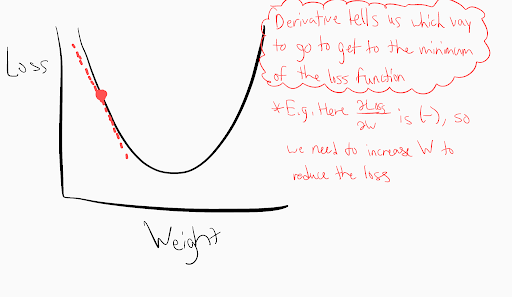 Loss
Derivative tells us which way
to go to get to the minimum
of the loss function
* E.g. Here ∂Loss/∂w is (-), so
we need to increase W to
reduce the loss
Weight